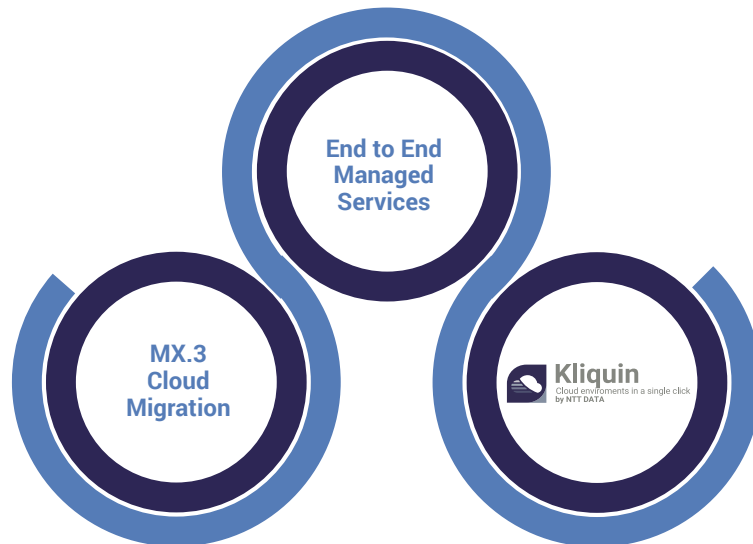 End to End
Managed
Services
MX.3
Cloud
Migration
Kliquin
Cloud enviroments in a single click
by NTT DATA